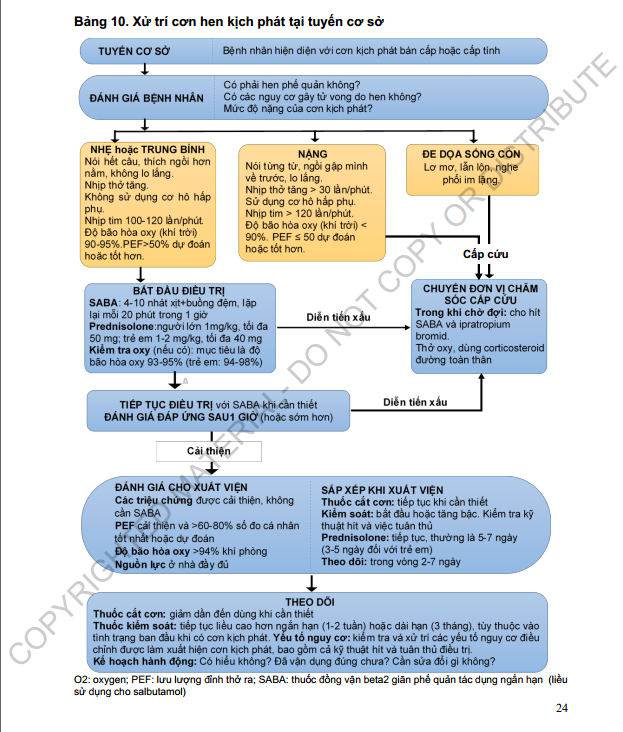 Bảng 10. Xử trí cơn hen kịch phát tại tuyến cơ sở
TUYẾN CƠ SỞ
Bệnh nhân hiện diện với cơn kịch phát bán cấp hoặc cấp tính
ĐÁNH GIÁ BỆNH NHÂN
Có phải hen phế quản không?
Có các nguy cơ gây tử vong do hen không?
Mức độ nặng của cơn kịch phát?
NHẸ hoặc TRUNG BÌNH
Nói hết câu, thích ngồi hơn
nằm, không lo lắng.
Nhịp thở tăng.
Không sử dụng cơ hô hấp
phụ.
Nhịp tim 100-120 lần/phút.
Độ bão hòa oxy (khí trời)
90-95%.PEF>50% dự đoán
hoặc tốt hơn.
NẶNG
Nói từng từ, ngồi gập mình
về trước, lo lắng.
Nhịp thở tăng > 30 lần/phút.
Sử dụng cơ hô hấp phụ.
Nhịp tim > 120 lần/phút.
Độ bão hòa oxy (khí trời) <
90%. PEF ≤ 50 dự đoán
hoặc tốt hơn.
ĐE DỌA SỐNG CÒN
Lơ mơ, lẫn lộn, nghe
phổi im lặng.
Cấp cứu
BẮT ĐẦU ĐIỀU TRỊ
SABA: 4-10 nhát xịt+buồng đệm, lặp
lại mỗi 20 phút trong 1 giờ
Prednisolone:người lớn 1mg/kg, tối đa
50 mg; trẻ em 1-2 mg/kg, tối đa 40 mg
Kiểm tra oxy (nếu có): mục tiêu là độ
bão hòa oxy 93-95% (trẻ em: 94-98%)
Diễn tiến xấu
CHUYỂN ĐƠN VỊ CHĂM
SÓC CẤP CỨU
Trong khi chờ đợi: cho hít
SABA và ipratropium
bromid.
Thở oxy, dùng corticosteroid
đường toàn thân
TIẾP TỤC ĐIỀU TRỊ với SABA khi cần thiết
ĐÁNH GIÁ ĐÁP ỨNG SAU1 GIỜ (hoặc sớm hơn)
Diễn tiến xấu
Cải thiện
ĐÁNH GIÁ CHO XUẤT VIỆN
Các triệu chứng được cải thiện, không
cần SABA
PEF cải thiện và >60-80% số đo cá nhân
tốt nhất hoặc dự đoán
Độ bão hòa oxy >94% khí phòng
Nguồn lực ở nhà đầy đủ
SẮP XẾP KHI XUẤT VIỆN
Thuốc cắt cơn: tiếp tục khi cần thiết
Kiểm soát: bắt đầu hoặc tăng bậc. Kiểm tra kỹ
thuật hít và việc tuân thủ
Prednisolone: tiếp tục, thường là 5-7 ngày
(3-5 ngày đối với trẻ em)
Theo dõi: trong vòng 2-7 ngày
THEO DÕI
Thuốc cắt cơn: giảm dần đến dùng khi cần thiết
Thuốc kiểm soát: tiếp tục liều cao hơn ngắn hạn (1-2 tuần) hoặc dài hạn (3 tháng), tùy thuộc vào
tình trạng ban đầu khi có cơn kịch phát. Yếu tố nguy cơ: kiểm tra và xử trí các yếu tố nguy cơ điều
chỉnh được làm xuất hiện cơn kịch phát, bao gồm cả kỹ thuật hít và tuân thủ điều trị.
Kế hoạch hành động: Có hiểu không? Đã vận dụng đúng chưa? Cần sửa đổi gì không?
O2: oxygen; PEF: lưu lượng đỉnh thở ra; SABA: thuốc đồng vận beta2 giãn phế quản tác dụng ngắn hạn (liều
sử dụng cho salbutamol)
24
COPYRIGHTED MATERIAL- DO NOT COPY OR DISTRIBUTE